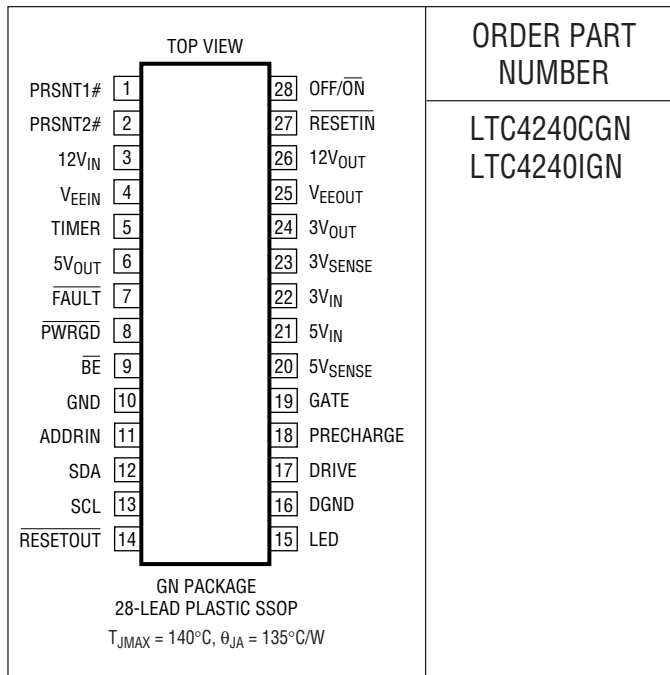 TOP VIEW
PRSNT1# 1
PRSNT2# 2
12VIN 3
VEEIN 4
TIMER 5
5VOUT 6
FAULT 7
PWRGD 8
BE 9
GND 10
ADDRIN 11
SDA 12
SCL 13
RESETOUT 14
28 OFF/ON
27 RESETIN
26 12VOUT
25 VEEOUT
24 3VOUT
23 3VSENSE
22 3VIN
21 5VIN
20 5VSENSE
19 GATE
18 PRECHARGE
17 DRIVE
16 DGND
15 LED
GN PACKAGE
28-LEAD PLASTIC SSOP
TJMAX = 140°C, θJA = 135°C/W
ORDER PART
NUMBER
LTC4240CGN
LTC4240IGN